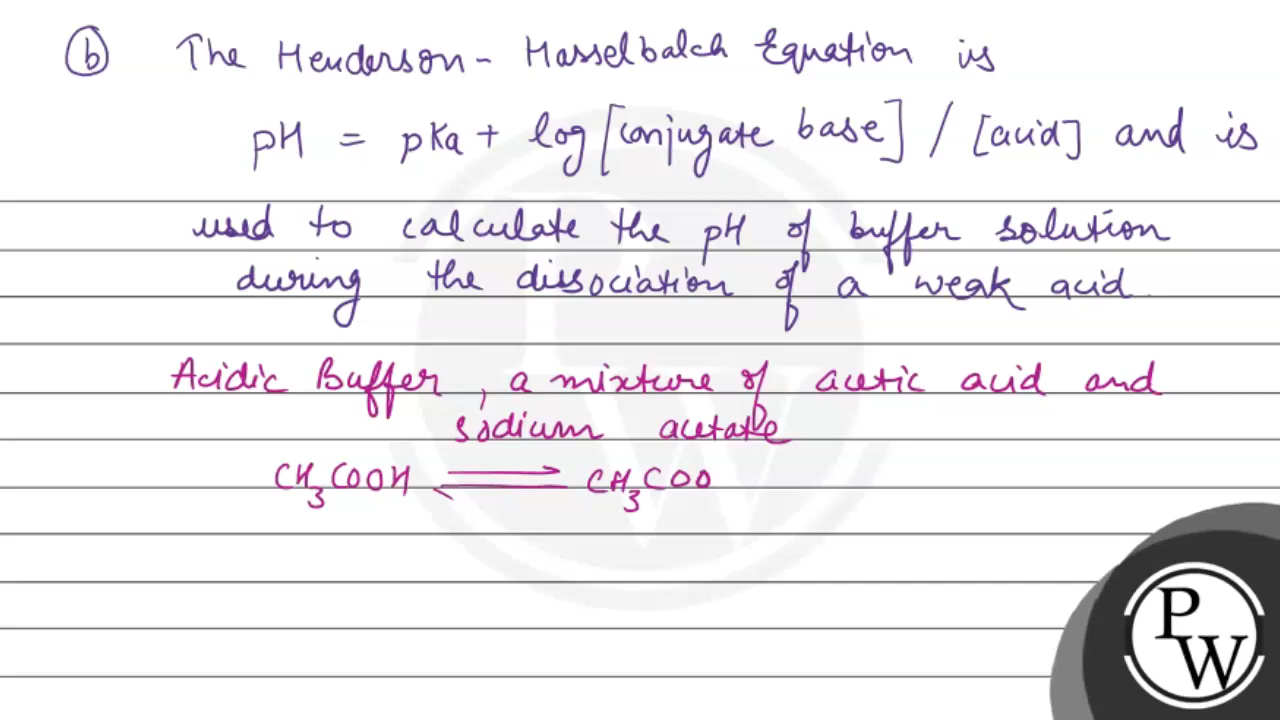 b The Henderson - Hasselbalch Equation is
pH = pKa + log [conjugate base] / [acid] and is
used to calculate the pH of buffer solution
during the dissociation of a weak acid.
Acidic Buffer, a mixture of acetic acid and
sodium acetate
CH₃COOH ⇌ CH₃COO
PW